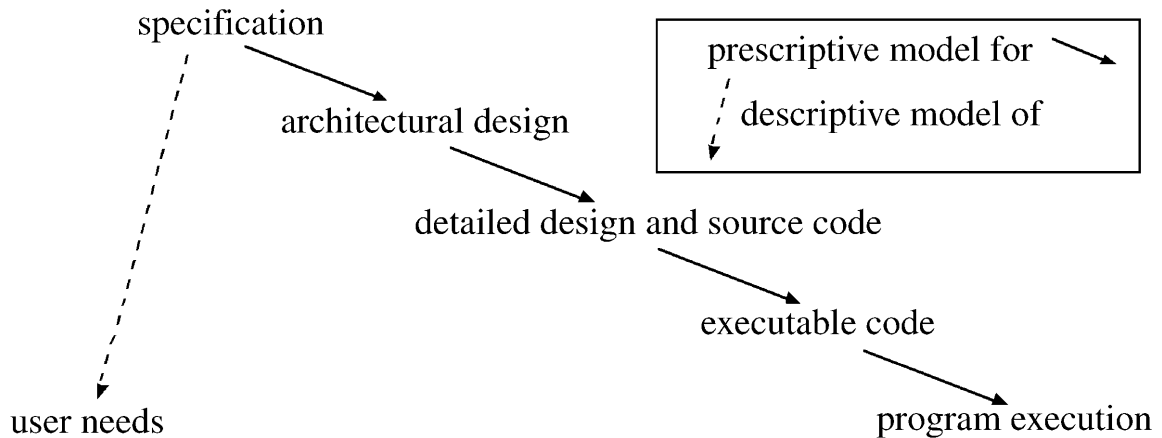 specification
prescriptive model for
descriptive model of
architectural design
detailed design and source code
executable code
user needs
program execution